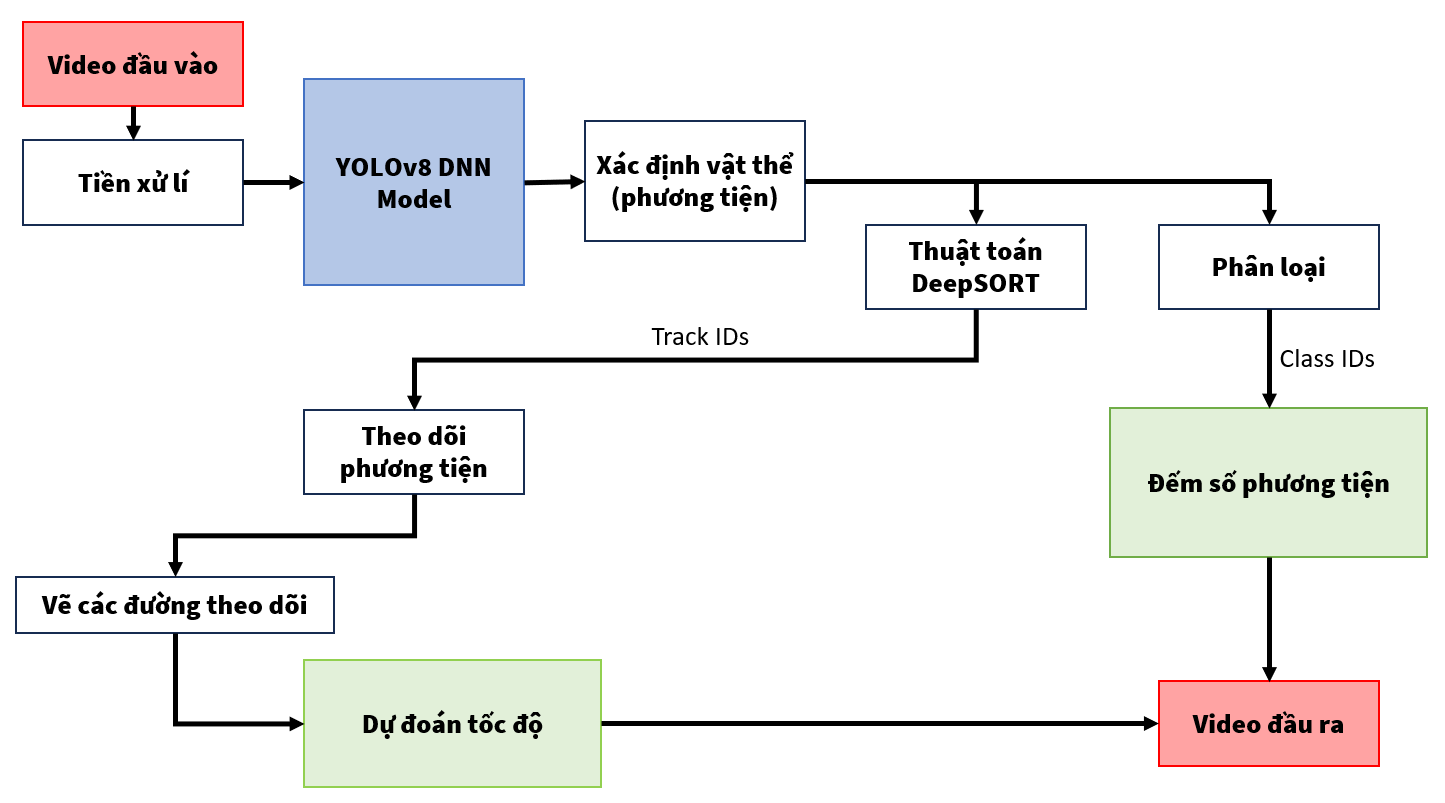 Video đầu vào
Tiền xử lí
YOLOv8 DNN
Model
Xác định vật thể
(phương tiện)
Thuật toán
DeepSORT
Phân loại
Track IDs
Class IDs
Theo dõi
phương tiện
Đếm số phương tiện
Vẽ các đường theo dõi
Dự đoán tốc độ
Video đầu ra